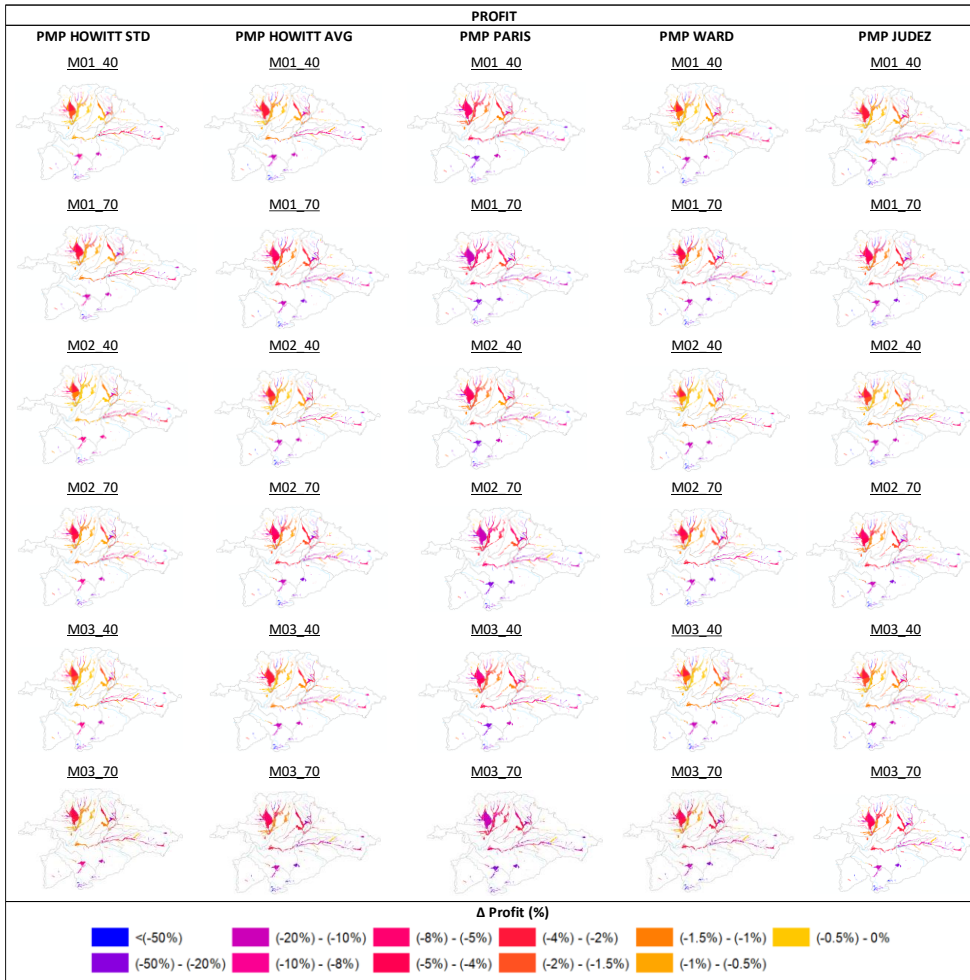 PROFIT
PMP HOWITT STD PMP HOWITT AVG PMP PARIS PMP WARD PMP JUDEZ
M01_40 M01_40 M01_40 M01_40 M01_40
M01_70 M01_70 M01_70 M01_70 M01_70
M02_40 M02_40 M02_40 M02_40 M02_40
M02_70 M02_70 M02_70 M02_70 M02_70
M03_40 M03_40 M03_40 M03_40 M03_40
M03_70 M03_70 M03_70 M03_70 M03_70
Δ Profit (%)
<(-50%) (-20%) - (-10%) (-8%) - (-5%) (-4%) - (-2%) (-1.5%) - (-1%) (-0.5%) - 0%
(-50%) - (-20%) (-10%) - (-8%) (-5%) - (-4%) (-2%) - (-1.5%) (-1%) - (-0.5%)